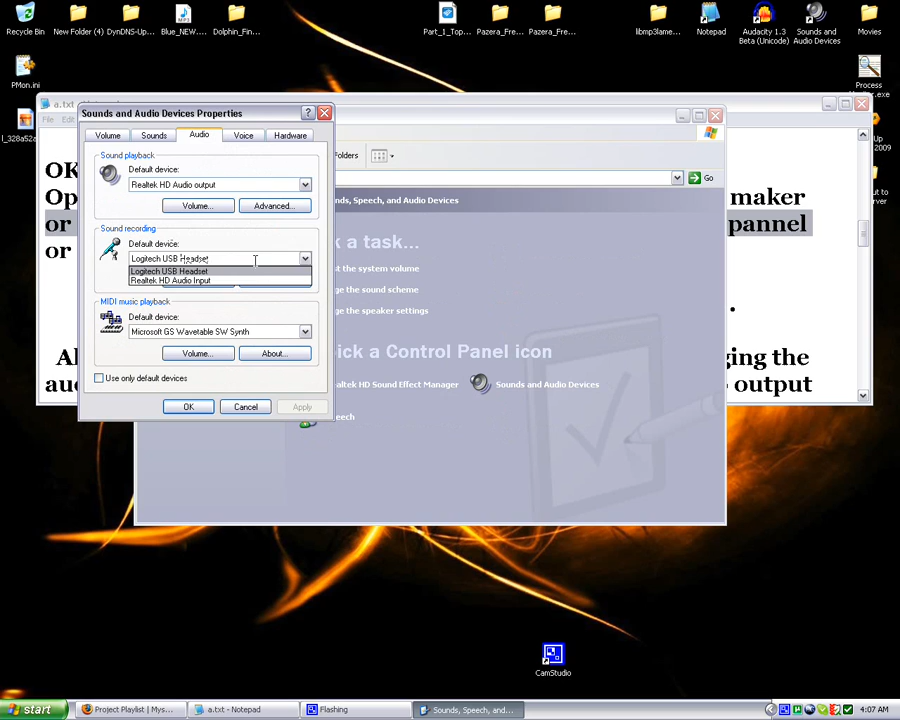 Recycle Bin
New Folder (4)
DynDNS-Up...
Blue_NEW....
Dolphin_Fin...
Part_1_Top...
Pazera_Fre...
Pazera_Fre...
libmp3lame...
Notepad
Audacity 1.3
Beta (Unicode)
Sounds and
Audio Devices
Movies
PMon.ini
Process
a.txt
File
Sounds and Audio Devices Properties
Volume
Sounds
Audio
Voice
Hardware
Sound playback
Default device:
Realtek HD Audio output
Volume...
Advanced...
Sound recording
Default device:
Logitech USB Headset
Logitech USB Headset
Realtek HD Audio Input
MIDI music playback
Default device:
Microsoft GS Wavetable SW Synth
Volume...
About...
Use only default devices
OK
Cancel
Apply
Folders
Go
nds, Speech, and Audio Devices
k a task...
st the system volume
ge the sound scheme
ge the speaker settings
pick a Control Panel icon
altek HD Sound Effect Manager
Sounds and Audio Devices
peech
OK
Op
maker
or
pannel
or
.
Al
ging the
au
o output
CamStudio
start
Project Playlist | Mys...
a.txt - Notepad
Flashing
Sounds, Speech, and...
4:07 AM